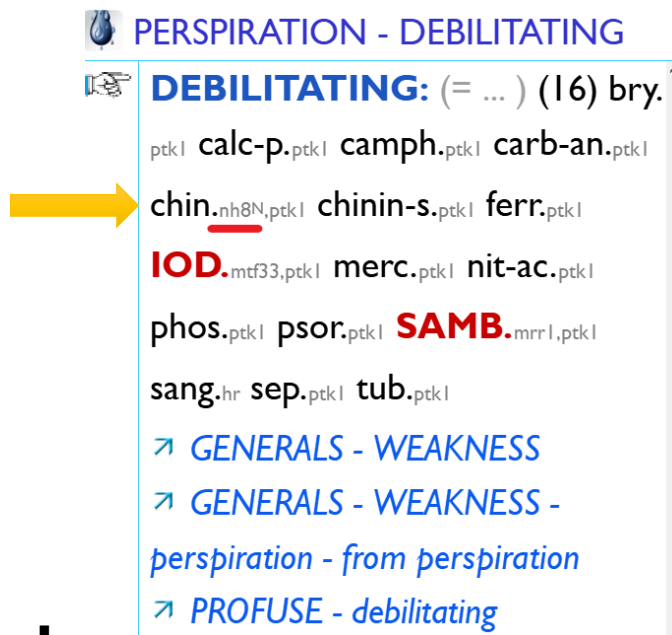 PERSPIRATION - DEBILITATING
DEBILITATING: (= ... ) (16) bry.
ptk1 calc-p.ptk1 camph.ptk1 carb-an.ptk1
chin.nh8N,ptk1 chinin-s.ptk1 ferr.ptk1
IOD.mtf33,ptk1 merc.ptk1 nit-ac.ptk1
phos.ptk1 psor.ptk1 SAMB.mrr1,ptk1
sang.hr sep.ptk1 tub.ptk1
GENERALS - WEAKNESS
GENERALS - WEAKNESS -
perspiration - from perspiration
PROFUSE - debilitating